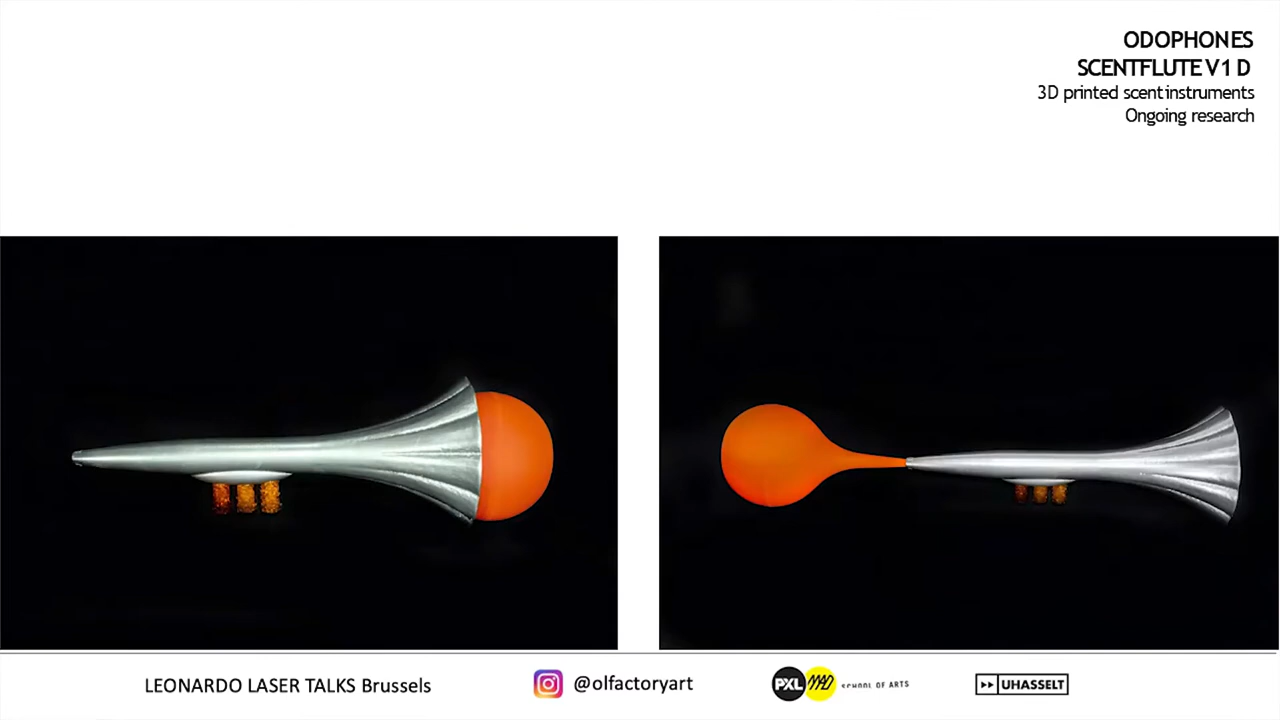 ODOPHONES
SCENTFLUTE V1 D
3D printed scent instruments
Ongoing research
LEONARDO LASER TALKS Brussels
@olfactoryart
PXL MAD SCHOOL OF ARTS
UHASSELT